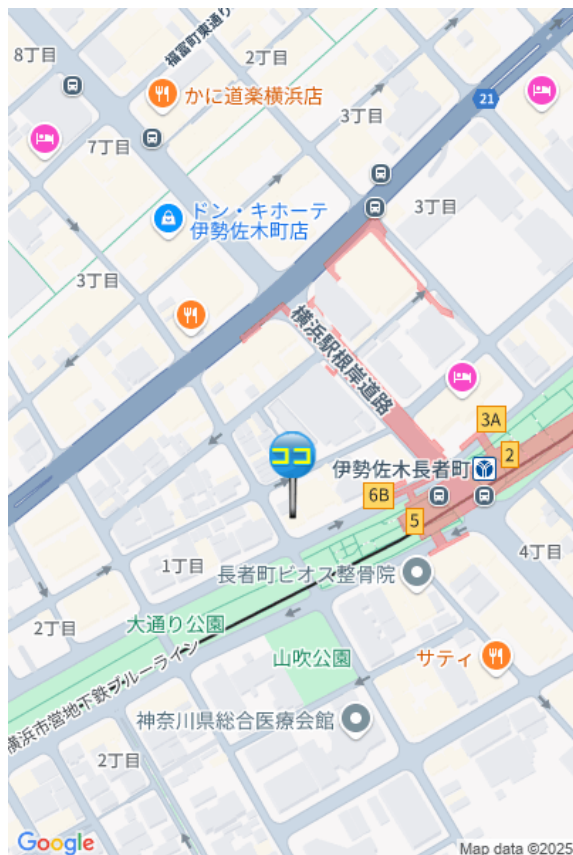 福富町東通り
8丁目
2丁目
かに道楽横浜店
21
3丁目
7丁目
ドン・キホーテ
伊勢佐木町店
3丁目
3丁目
横浜駅根岸道路
3A
ココ
伊勢佐木長者町
2
6B
5
4丁目
1丁目
長者町ビオス整骨院
2丁目
大通り公園
山吹公園
サティ
横浜市営地下鉄ブルーライン
神奈川県総合医療会館
2丁目
Google
Map data ©2025